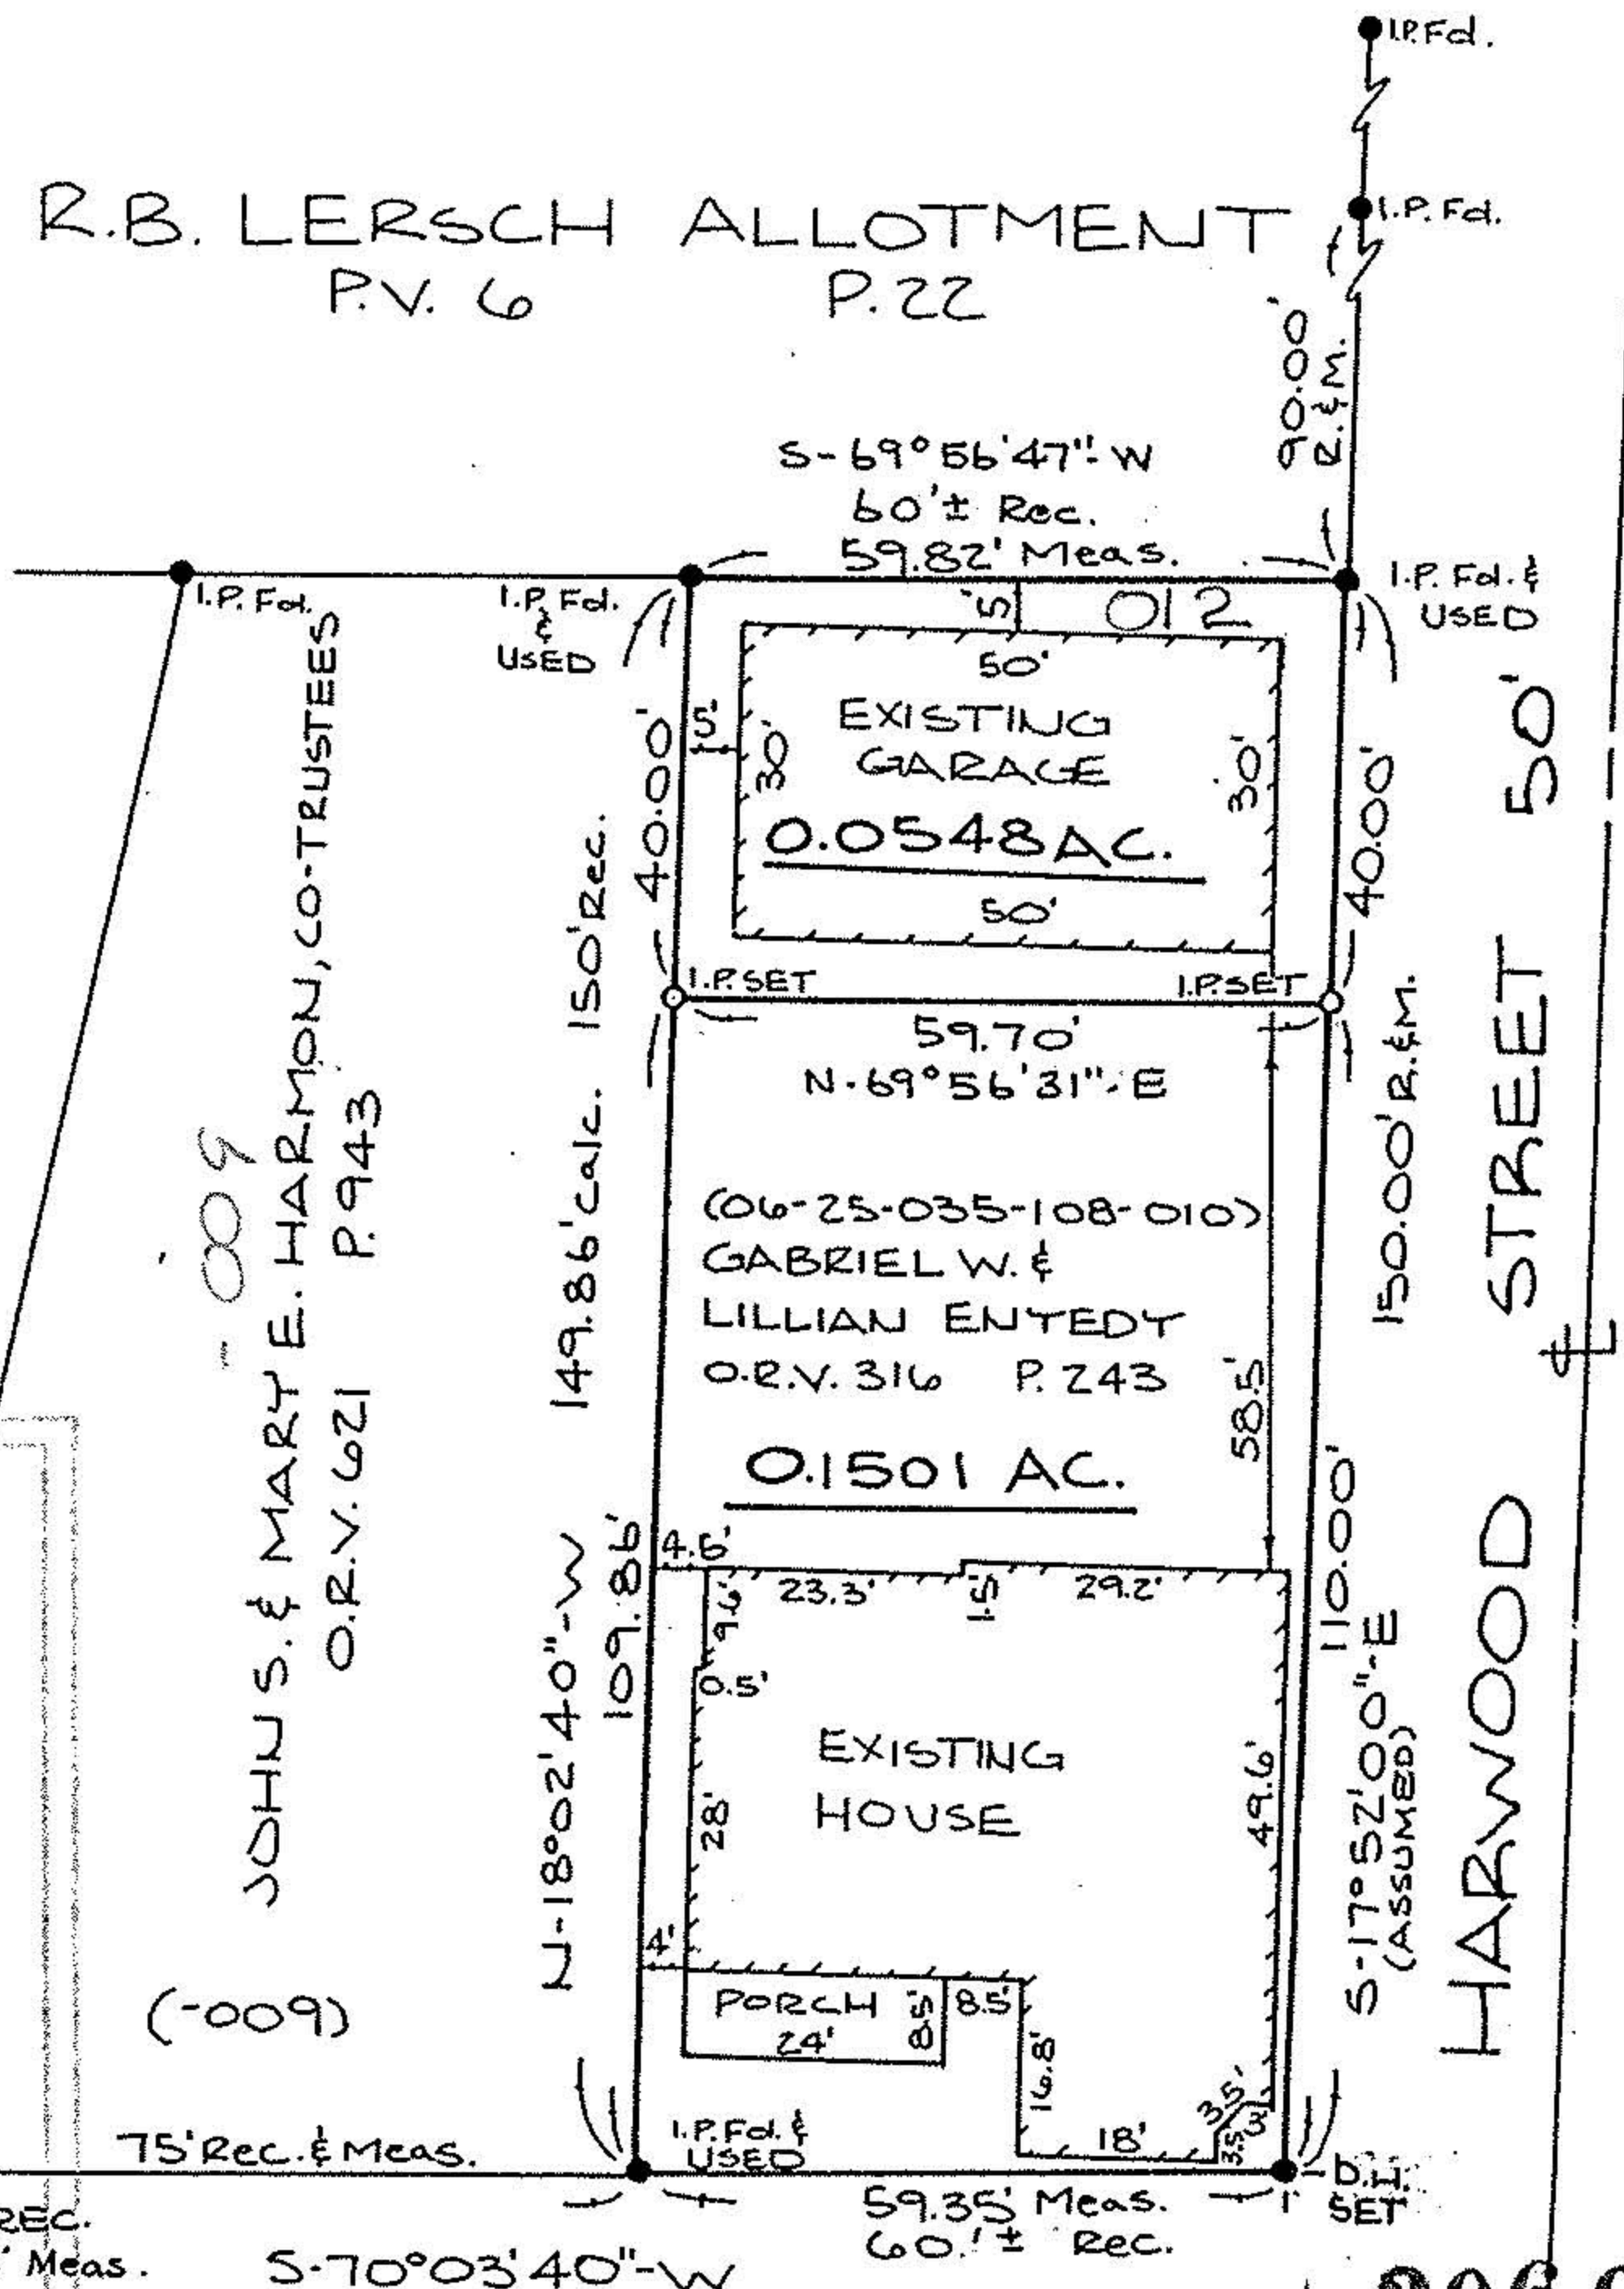 I.P. Fd.
I.P. Fd.
R.B. LERSCH ALLOTMENT
P.V. 6 P. 22
90.00'
R.&M.
S-69°56'47"-W
60'± Rec.
59.82' Meas.
I.P. Fd.
I.P. Fd.
&
USED
I.P. Fd. &
USED
5'
012
50'
40.00'
5'
30'
EXISTING
GARAGE
0.0548 AC.
30'
50'
40.00'
I.P. SET
I.P. SET
59.70'
N-69°56'31"-E
JOHN S. & MARY E. HARMON, CO-TRUSTEES
O.R.V. 621 P. 943
-009
149.86' calc. 150' Rec.
(06-25-035-108-010)
GABRIEL W. &
LILLIAN ENTEDY
O.R.V. 316 P. 243
0.1501 AC.
58.5'
150.00' R.&M.
HARWOOD STREET 50'
℄
N-18°02'40"-W
109.86'
110.00'
S-17°52'00"-E
(ASSUMED)
23.3'
1.5'
29.2'
9.6'
0.5'
28'
EXISTING
HOUSE
49.6'
4'
PORCH
24'
8.5'
8.5'
16.8'
18'
3.5'
3.5'
3'
(-009)
75' Rec. & Meas.
I.P. Fd. &
USED
D.H.
SET
59.35' Meas.
60.'± Rec.
REC.
' Meas.
S-70°03'40"-W